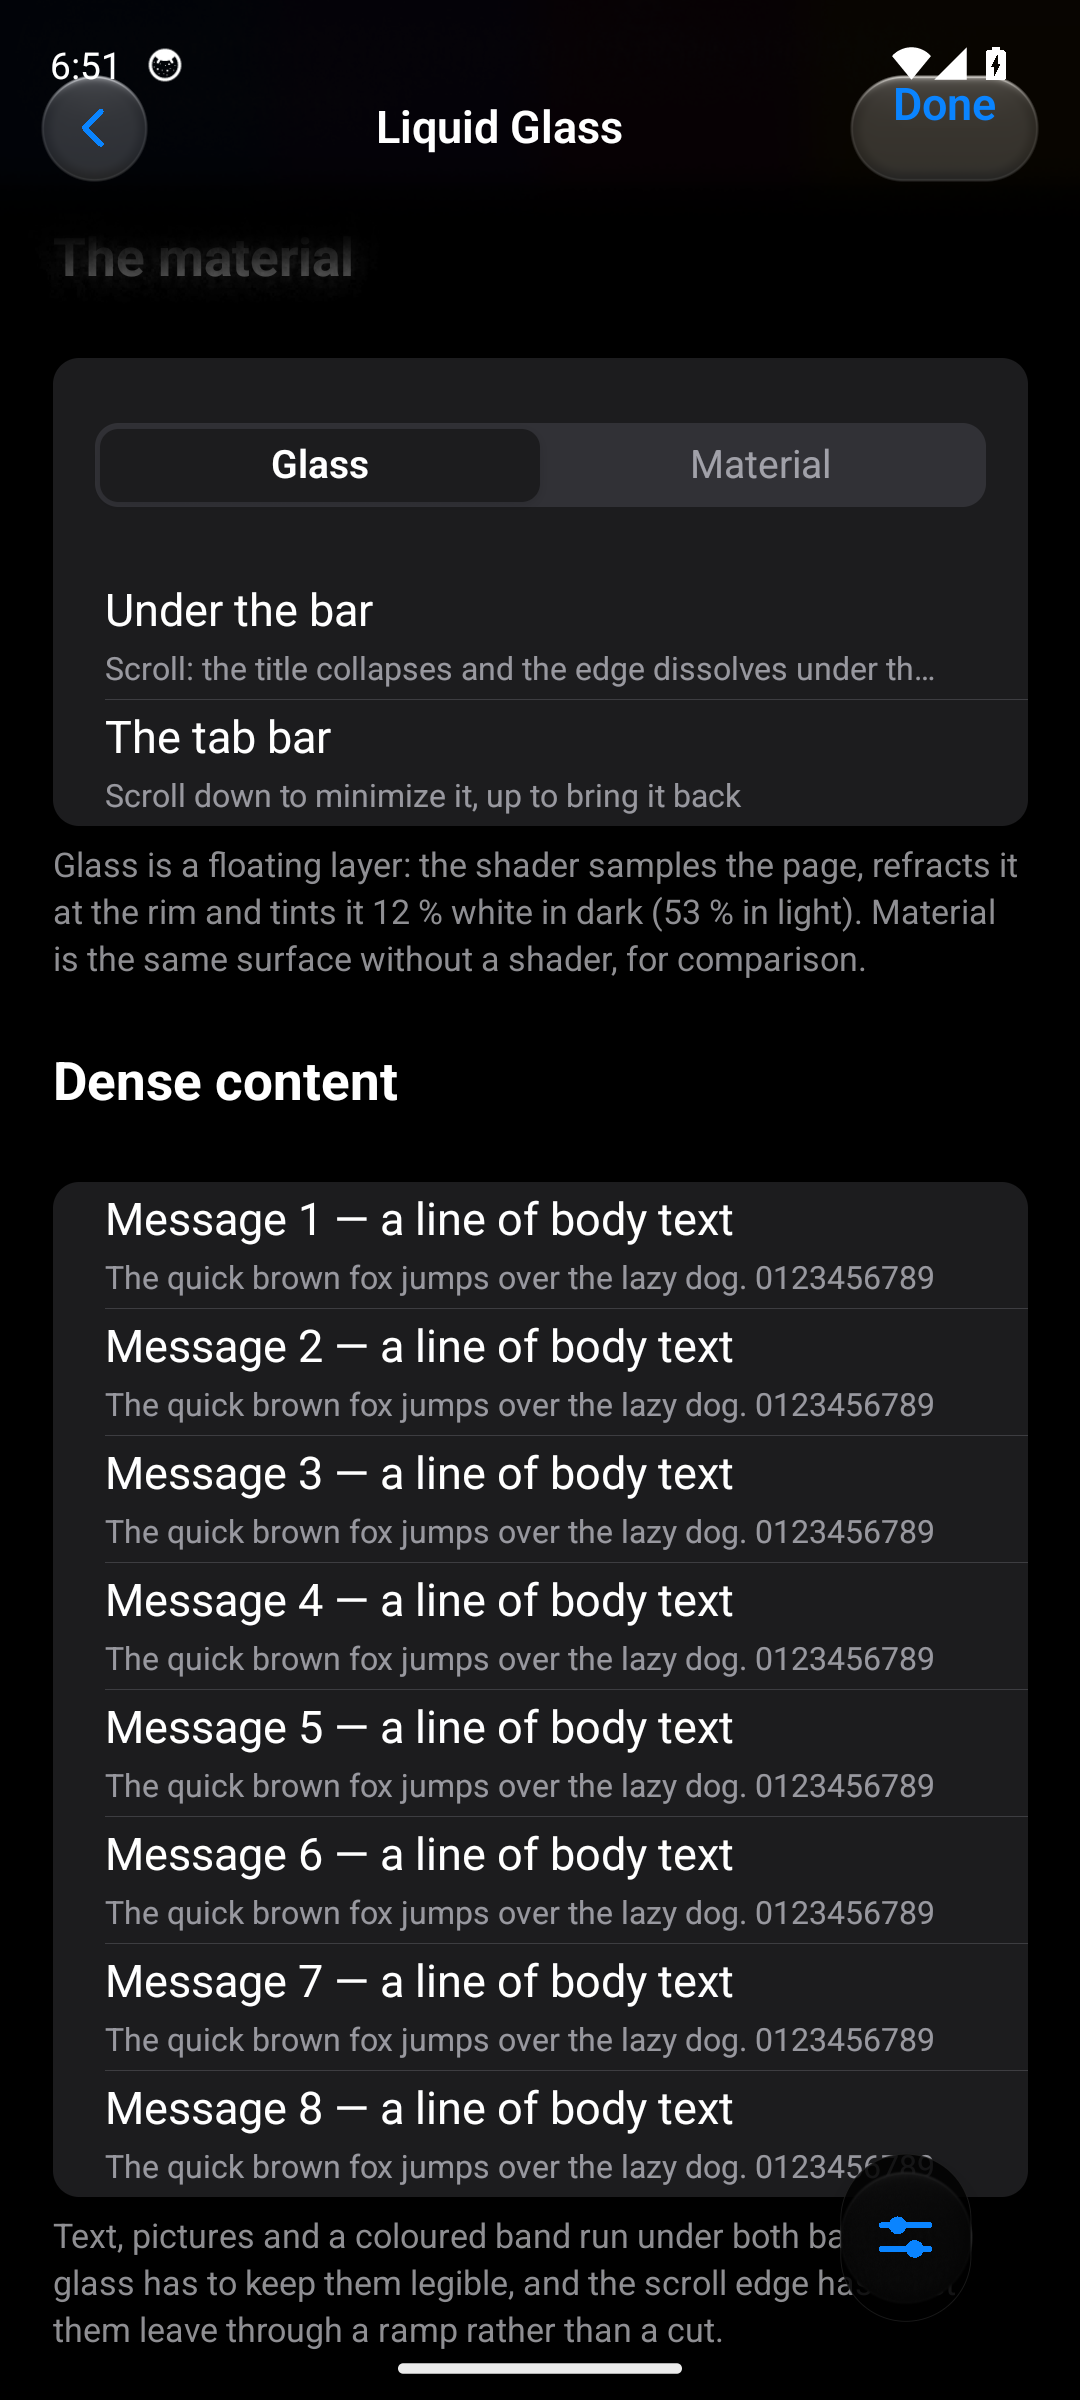 6:51
Liquid Glass
Done
The material
Glass
Material
Under the bar
Scroll: the title collapses and the edge dissolves under th…
The tab bar
Scroll down to minimize it, up to bring it back
Glass is a floating layer: the shader samples the page, refracts it
at the rim and tints it 12 % white in dark (53 % in light). Material
is the same surface without a shader, for comparison.
Dense content
Message 1 — a line of body text
The quick brown fox jumps over the lazy dog. 0123456789
Message 2 — a line of body text
The quick brown fox jumps over the lazy dog. 0123456789
Message 3 — a line of body text
The quick brown fox jumps over the lazy dog. 0123456789
Message 4 — a line of body text
The quick brown fox jumps over the lazy dog. 0123456789
Message 5 — a line of body text
The quick brown fox jumps over the lazy dog. 0123456789
Message 6 — a line of body text
The quick brown fox jumps over the lazy dog. 0123456789
Message 7 — a line of body text
The quick brown fox jumps over the lazy dog. 0123456789
Message 8 — a line of body text
The quick brown fox jumps over the lazy dog. 0123456789
Text, pictures and a coloured band run under both
glass has to keep them legible, and the scroll edge
them leave through a ramp rather than a cut.